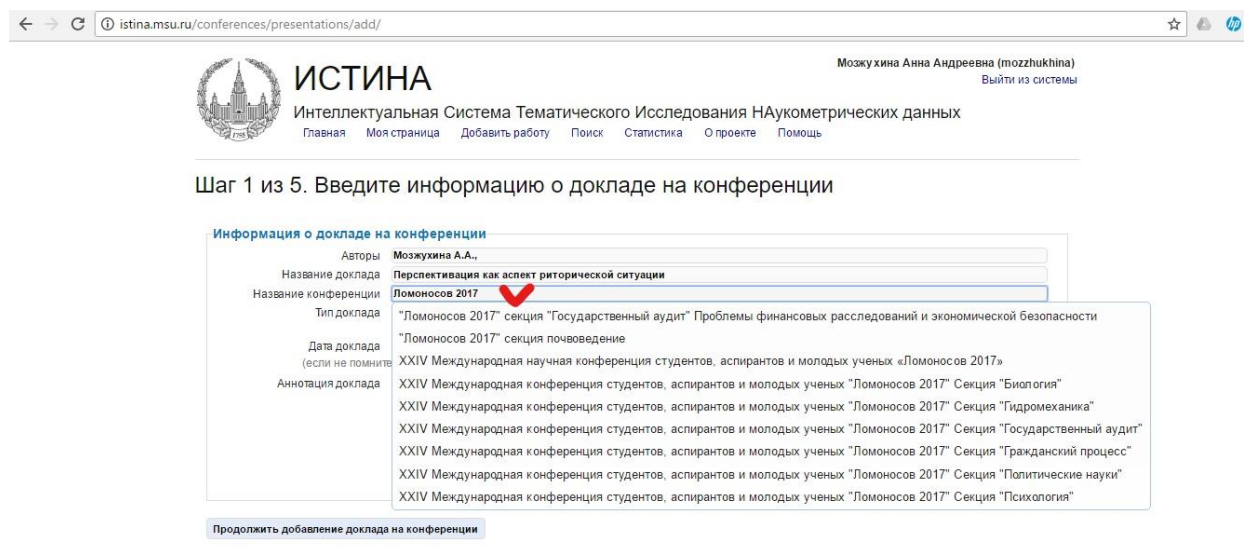 istina.msu.ru/conferences/presentations/add/
Мозжухина Анна Андреевна (mozzhukhina)
Выйти из системы
ИСТИНА
Интеллектуальная Система Тематического Исследования НАукометрических данных
Главная Моя страница Добавить работу Поиск Статистика О проекте Помощь
Шаг 1 из 5. Введите информацию о докладе на конференции
Информация о докладе на конференции
Авторы Мозжухина А.А.,
Название доклада Перспективация как аспект риторической ситуации
Название конференции Ломоносов 2017
Тип доклада
"Ломоносов 2017" секция "Государственный аудит" Проблемы финансовых расследований и экономической безопасности
"Ломоносов 2017" секция почвоведение
Дата доклада
(если не помните
XXIV Международная научная конференция студентов, аспирантов и молодых ученых «Ломоносов 2017»
Аннотация доклада
XXIV Международная конференция студентов, аспирантов и молодых ученых "Ломоносов 2017" Секция "Биология"
XXIV Международная конференция студентов, аспирантов и молодых ученых "Ломоносов 2017" Секция "Гидромеханика"
XXIV Международная конференция студентов, аспирантов и молодых ученых "Ломоносов 2017" Секция "Государственный аудит"
XXIV Международная конференция студентов, аспирантов и молодых ученых "Ломоносов 2017" Секция "Гражданский процесс"
XXIV Международная конференция студентов, аспирантов и молодых ученых "Ломоносов 2017" Секция "Политические науки"
XXIV Международная конференция студентов, аспирантов и молодых ученых "Ломоносов 2017" Секция "Психология"
Продолжить добавление доклада на конференции